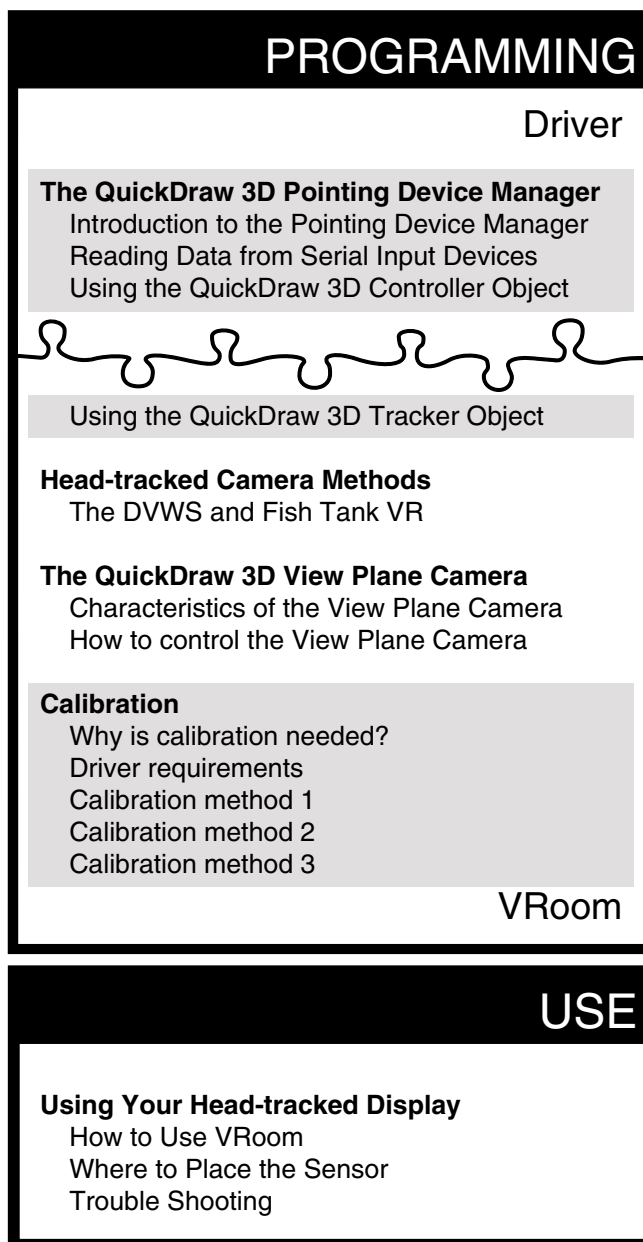 PROGRAMMING
Driver
The QuickDraw 3D Pointing Device Manager
Introduction to the Pointing Device Manager
Reading Data from Serial Input Devices
Using the QuickDraw 3D Controller Object
Using the QuickDraw 3D Tracker Object
Head-tracked Camera Methods
The DVWS and Fish Tank VR
The QuickDraw 3D View Plane Camera
Characteristics of the View Plane Camera
How to control the View Plane Camera
Calibration
Why is calibration needed?
Driver requirements
Calibration method 1
Calibration method 2
Calibration method 3
VRoom
USE
Using Your Head-tracked Display
How to Use VRoom
Where to Place the Sensor
Trouble Shooting